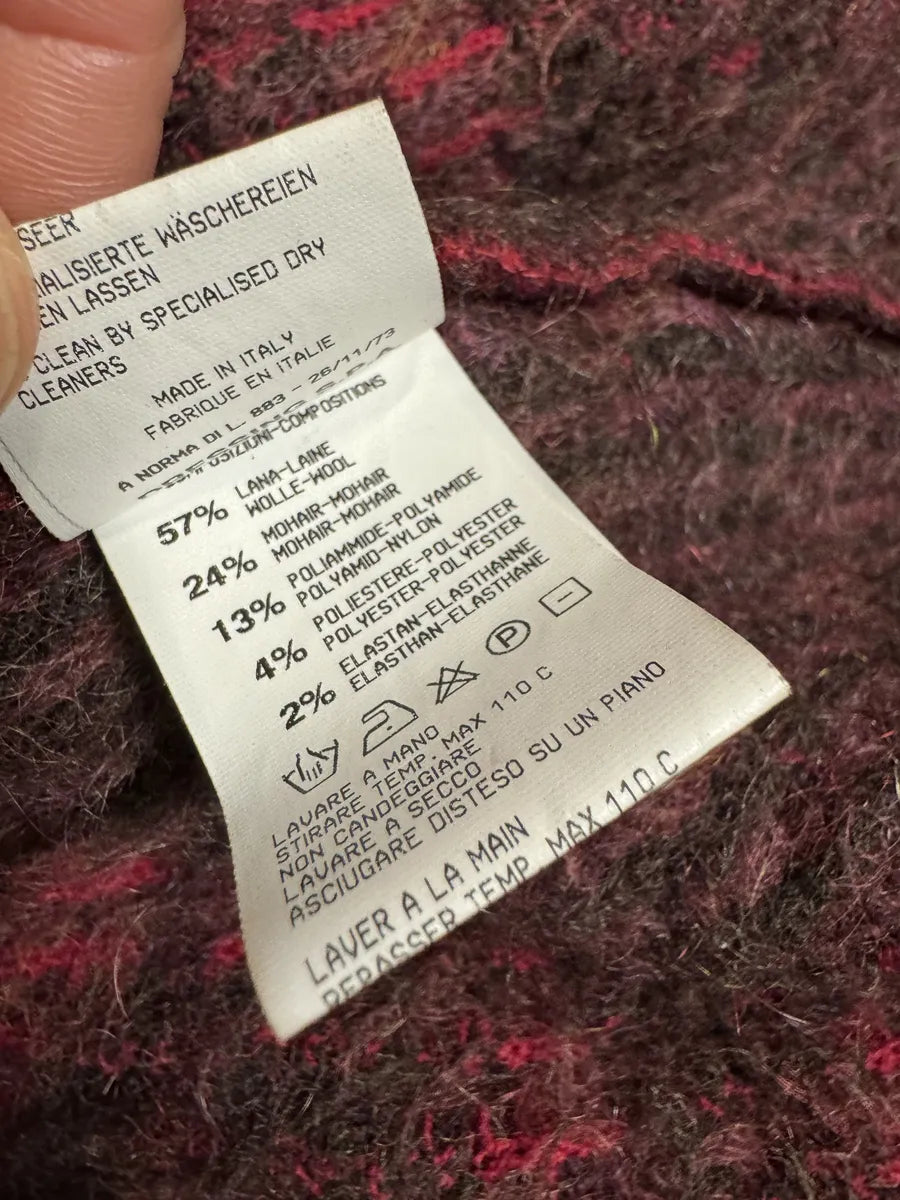 SEER
IALISIERTE WÄSCHEREIEN
EN LASSEN
CLEAN BY SPECIALISED DRY
CLEANERS
MADE IN ITALY
FABRIQUE EN ITALIE
A NORMA DI L. 883 - 26/11/73
COMPOSIZIONI-COMPOSITIONS
57% LANA-LAINE
WOLLE-WOOL
24% MOHAIR-MOHAIR
MOHAIR-MOHAIR
13% POLIAMMIDE-POLYAMIDE
POLYAMID-NYLON
4% POLIESTERE-POLYESTER
POLYESTER-POLYESTER
2% ELASTAN-ELASTHANNE
ELASTHAN-ELASTHANE
P
LAVARE A MANO
STIRARE TEMP. MAX 110 C
NON CANDEGGIARE
LAVARE A SECCO
ASCIUGARE DISTESO SU UN PIANO
LAVER A LA MAIN
REPASSER TEMP. MAX 110 C